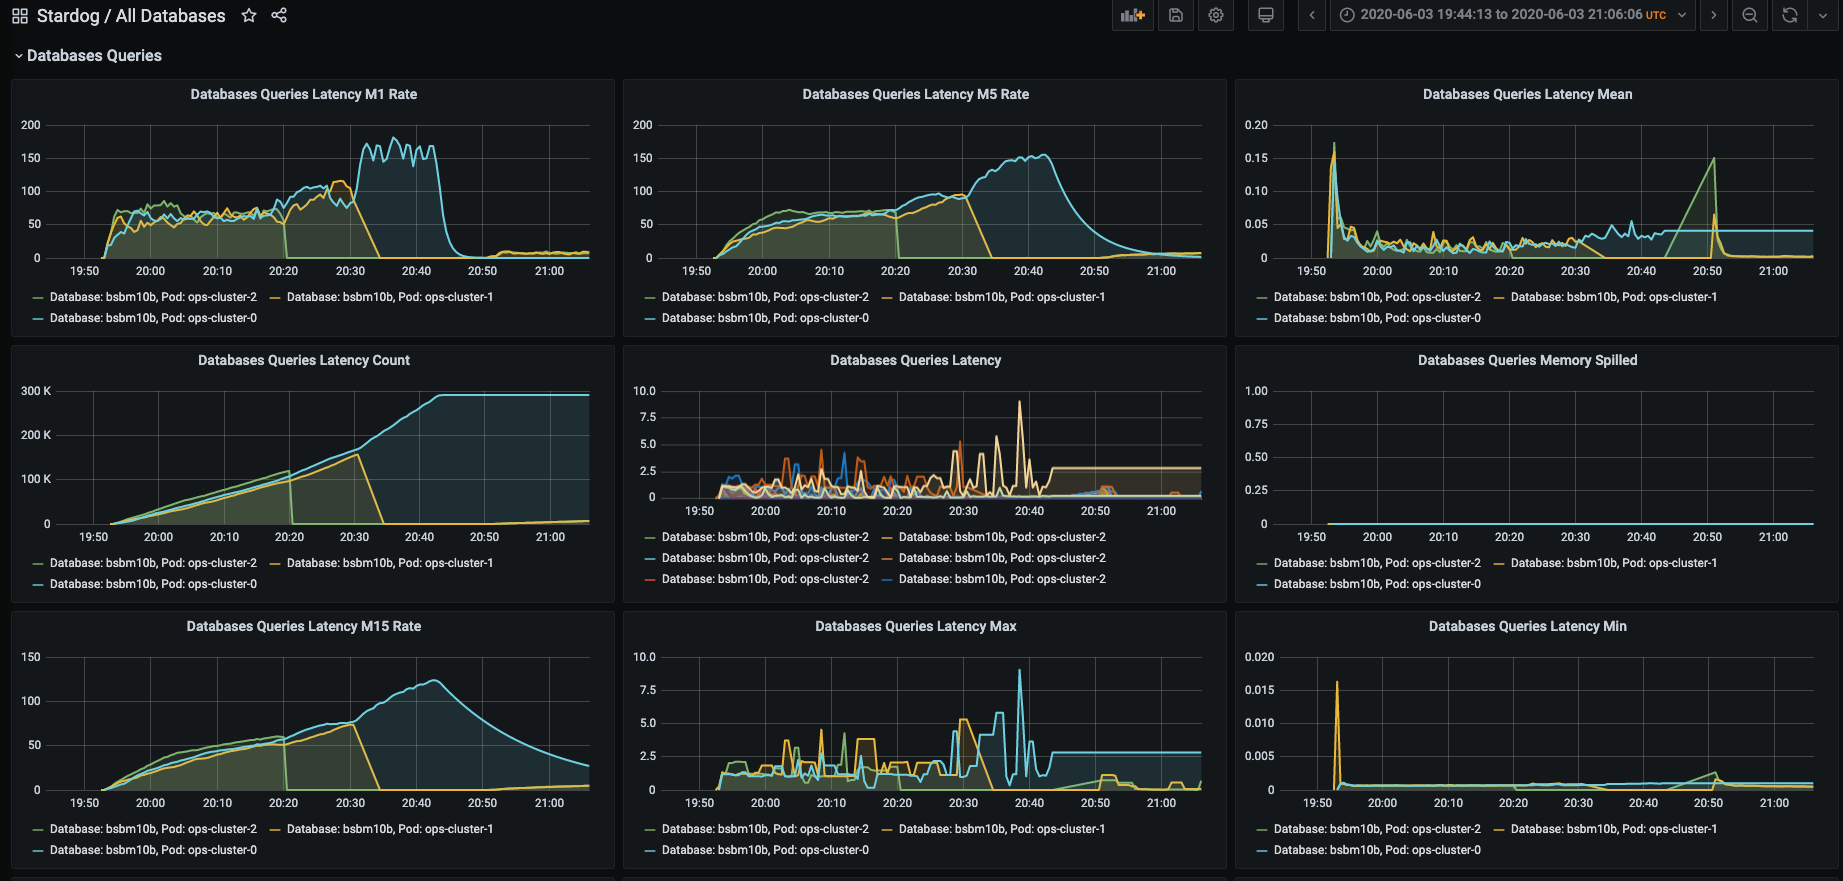 Stardog / All Databases
2020-06-03 19:44:13 to 2020-06-03 21:06:06 UTC
Databases Queries
Databases Queries Latency M1 Rate
200
150
100
50
0
19:50 20:00 20:10 20:20 20:30 20:40 20:50 21:00
Database: bsbm10b, Pod: ops-cluster-2 Database: bsbm10b, Pod: ops-cluster-1
Database: bsbm10b, Pod: ops-cluster-0
Databases Queries Latency M5 Rate
200
150
100
50
0
19:50 20:00 20:10 20:20 20:30 20:40 20:50 21:00
Database: bsbm10b, Pod: ops-cluster-2 Database: bsbm10b, Pod: ops-cluster-1
Database: bsbm10b, Pod: ops-cluster-0
Databases Queries Latency Mean
0.20
0.15
0.10
0.05
0
19:50 20:00 20:10 20:20 20:30 20:40 20:50 21:00
Database: bsbm10b, Pod: ops-cluster-2 Database: bsbm10b, Pod: ops-cluster-1
Database: bsbm10b, Pod: ops-cluster-0
Databases Queries Latency Count
300 K
200 K
100 K
0
19:50 20:00 20:10 20:20 20:30 20:40 20:50 21:00
Database: bsbm10b, Pod: ops-cluster-2 Database: bsbm10b, Pod: ops-cluster-1
Database: bsbm10b, Pod: ops-cluster-0
Databases Queries Latency
10.0
7.5
5.0
2.5
0
19:50 20:00 20:10 20:20 20:30 20:40 20:50 21:00
Database: bsbm10b, Pod: ops-cluster-2 Database: bsbm10b, Pod: ops-cluster-2
Database: bsbm10b, Pod: ops-cluster-2 Database: bsbm10b, Pod: ops-cluster-2
Database: bsbm10b, Pod: ops-cluster-2 Database: bsbm10b, Pod: ops-cluster-2
Databases Queries Memory Spilled
1.00
0.75
0.50
0.25
0
19:50 20:00 20:10 20:20 20:30 20:40 20:50 21:00
Database: bsbm10b, Pod: ops-cluster-2 Database: bsbm10b, Pod: ops-cluster-1
Database: bsbm10b, Pod: ops-cluster-0
Databases Queries Latency M15 Rate
150
100
50
0
19:50 20:00 20:10 20:20 20:30 20:40 20:50 21:00
Database: bsbm10b, Pod: ops-cluster-2 Database: bsbm10b, Pod: ops-cluster-1
Database: bsbm10b, Pod: ops-cluster-0
Databases Queries Latency Max
10.0
7.5
5.0
2.5
0
19:50 20:00 20:10 20:20 20:30 20:40 20:50 21:00
Database: bsbm10b, Pod: ops-cluster-2 Database: bsbm10b, Pod: ops-cluster-1
Database: bsbm10b, Pod: ops-cluster-0
Databases Queries Latency Min
0.020
0.015
0.010
0.005
0
19:50 20:00 20:10 20:20 20:30 20:40 20:50 21:00
Database: bsbm10b, Pod: ops-cluster-2 Database: bsbm10b, Pod: ops-cluster-1
Database: bsbm10b, Pod: ops-cluster-0